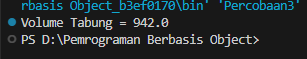 rbasis Object_b3ef0170\bin' 'Percobaan3'
Volume Tabung = 942.0
PS D:\Pemrograman Berbasis Object>